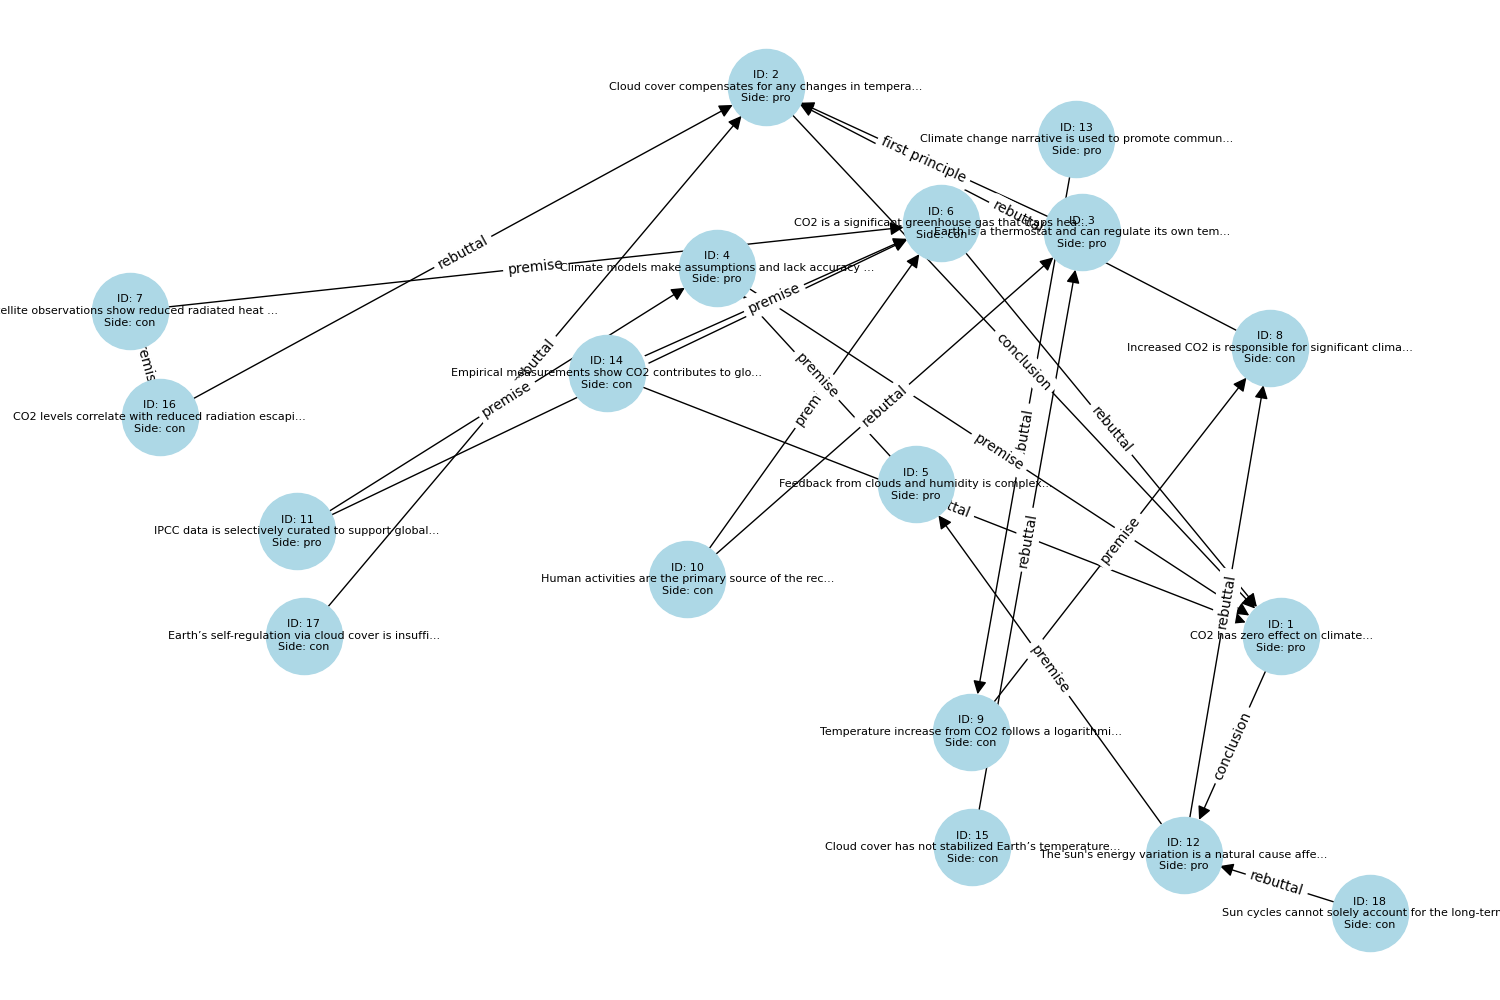 ID: 2
Cloud cover compensates for any changes in tempera...
Side: pro
ID: 13
Climate change narrative is used to promote commun...
Side: pro
first principle
rebuttal
ID: 6
CO2 is a significant greenhouse gas that traps hea...
Side: con
ID: 3
Earth is a thermostat and can regulate its own tem...
Side: pro
rebuttal
premise
ID: 4
Climate models make assumptions and lack accuracy ...
Side: pro
ID: 7
ellite observations show reduced radiated heat ...
Side: con
premise
ID: 8
Increased CO2 is responsible for significant clima...
Side: con
emis
buttal
conclusion
ID: 14
Empirical measurements show CO2 contributes to glo...
Side: con
premise
ID: 16
CO2 levels correlate with reduced radiation escapi...
Side: con
premise
prem
rebuttal
rebuttal
buttal
premise
ID: 5
Feedback from clouds and humidity is complex...
Side: pro
ttal
ID: 11
IPCC data is selectively curated to support global...
Side: pro
rebuttal
premise
ID: 10
Human activities are the primary source of the rec...
Side: con
ID: 17
Earth’s self-regulation via cloud cover is insuffi...
Side: con
rebuttal
ID: 1
CO2 has zero effect on climate...
Side: pro
premise
ID: 9
Temperature increase from CO2 follows a logarithmi...
Side: con
conclusion
ID: 15
Cloud cover has not stabilized Earth’s temperature...
Side: con
ID: 12
The sun's energy variation is a natural cause affe...
Side: pro
rebuttal
ID: 18
Sun cycles cannot solely account for the long-terr
Side: con